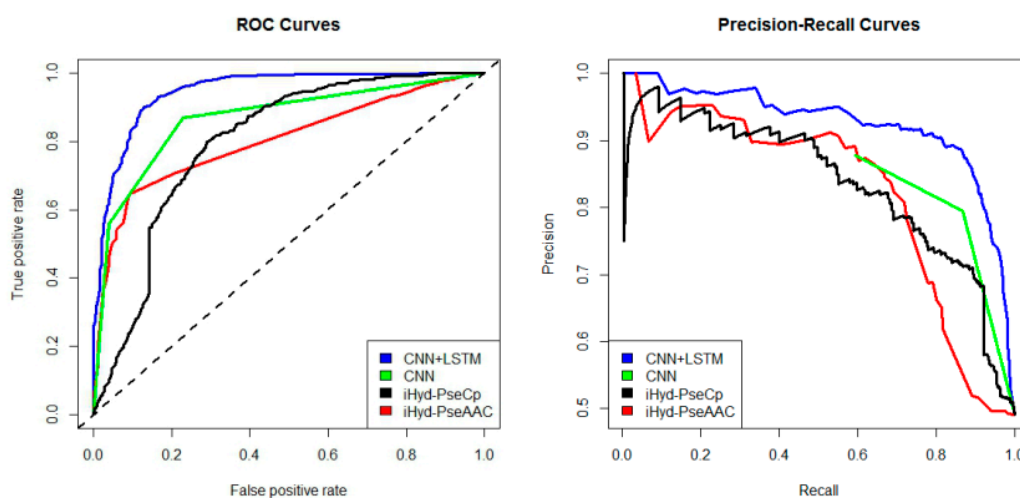 ROC Curves
True positive rate
1.0
0.8
0.6
0.4
0.2
0.0
CNN+LSTM
CNN
iHyd-PseCp
iHyd-PseAAC
0.0 0.2 0.4 0.6 0.8 1.0
False positive rate
Precision-Recall Curves
Precision
1.0
0.9
0.8
0.7
0.6
0.5
CNN+LSTM
CNN
iHyd-PseCp
iHyd-PseAAC
0.0 0.2 0.4 0.6 0.8 1.0
Recall